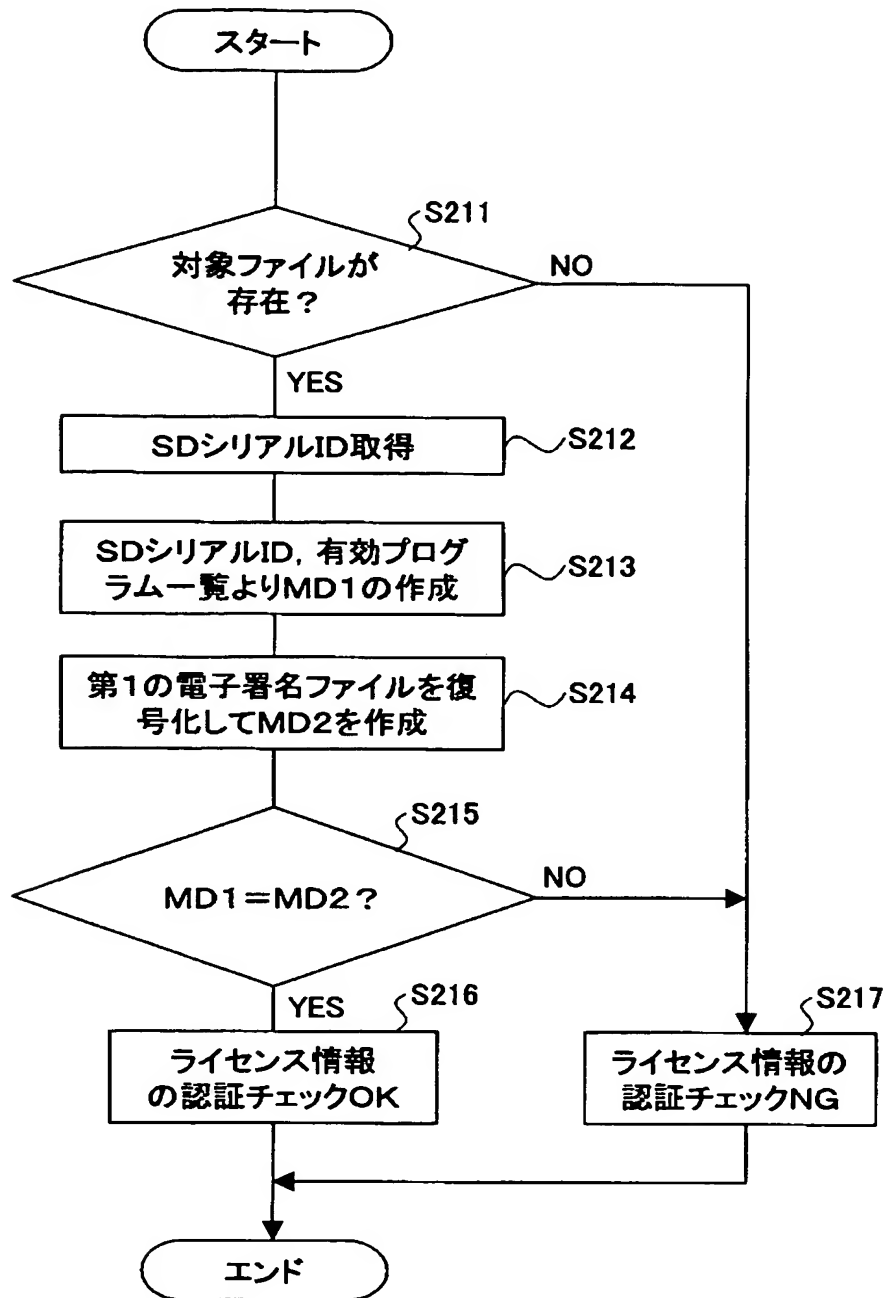 スタート
S211
対象ファイルが
存在？
NO
YES
SDシリアルID取得
S212
SDシリアルID，有効プログ
ラム一覧よりMD1の作成
S213
第1の電子署名ファイルを復
号化してMD2を作成
S214
S215
MD1＝MD2？
NO
YES
S216
ライセンス情報
の認証チェックOK
S217
ライセンス情報の
認証チェックNG
エンド